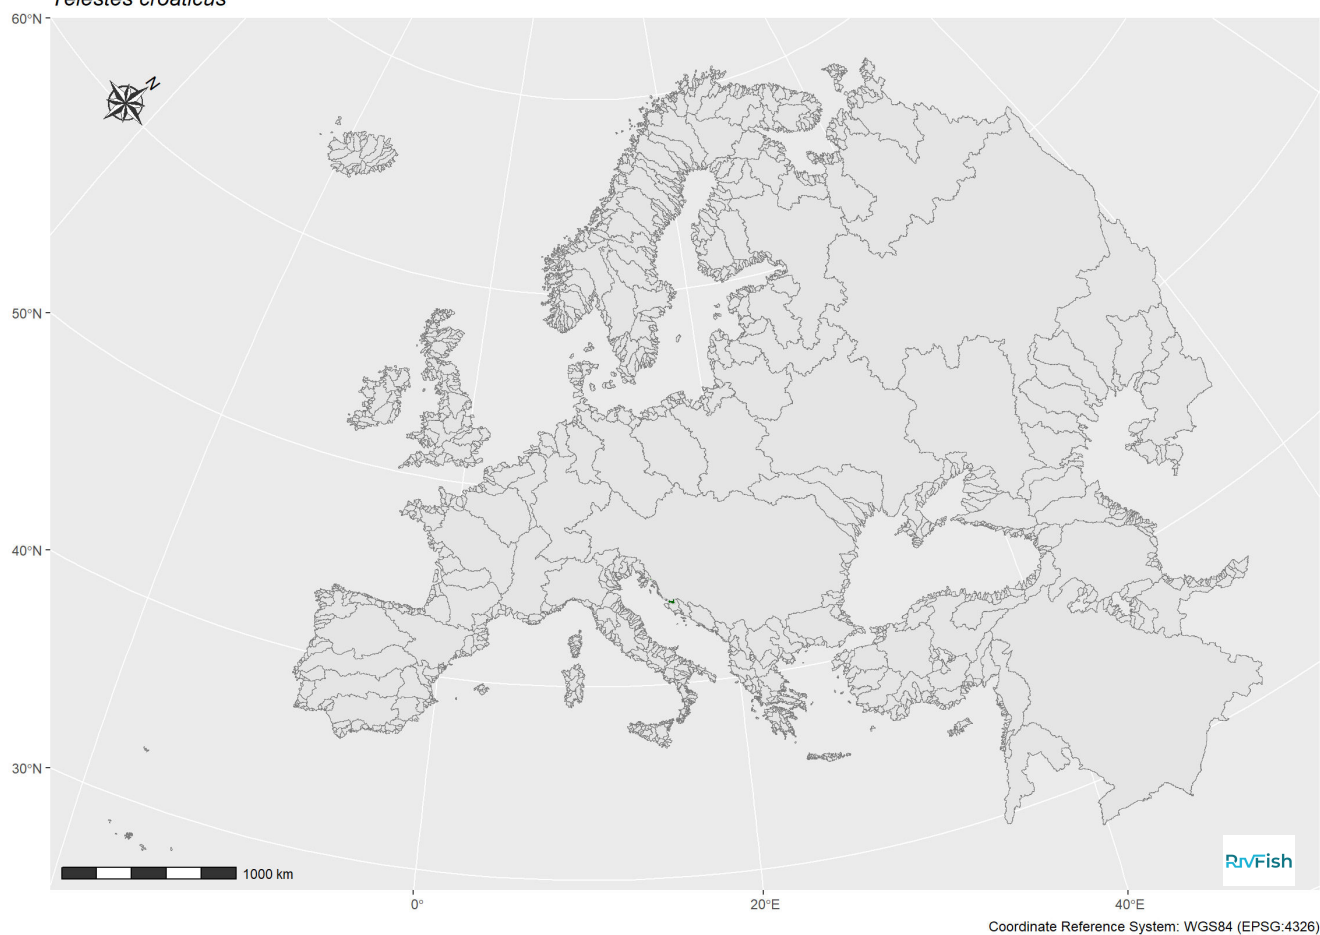 Telestes croaticus
60°N
N
50°N
40°N
30°N
1000 km
RivFish
0°
20°E
40°E
Coordinate Reference System: WGS84 (EPSG:4326)